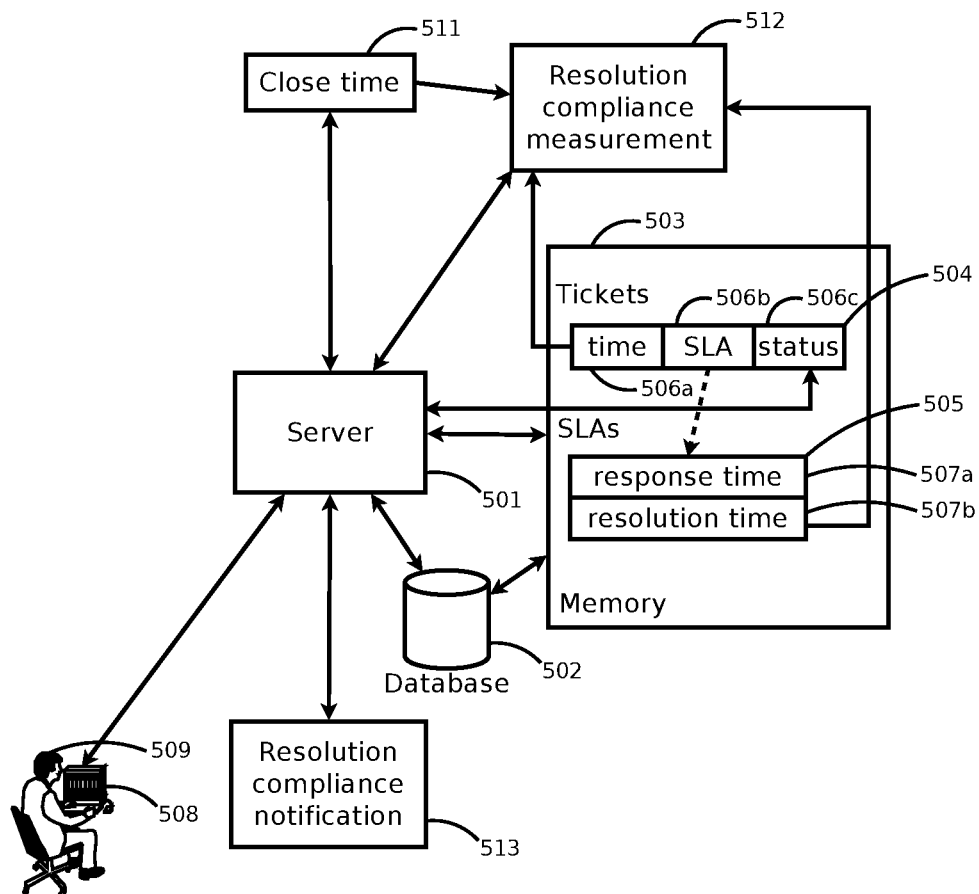 511
512
Close time
Resolution
compliance
measurement
503
504
Tickets
506b
506c
time
SLA
status
506a
505
Server
SLAs
response time
507a
501
resolution time
507b
Memory
502
Database
509
508
Resolution
compliance
notification
513